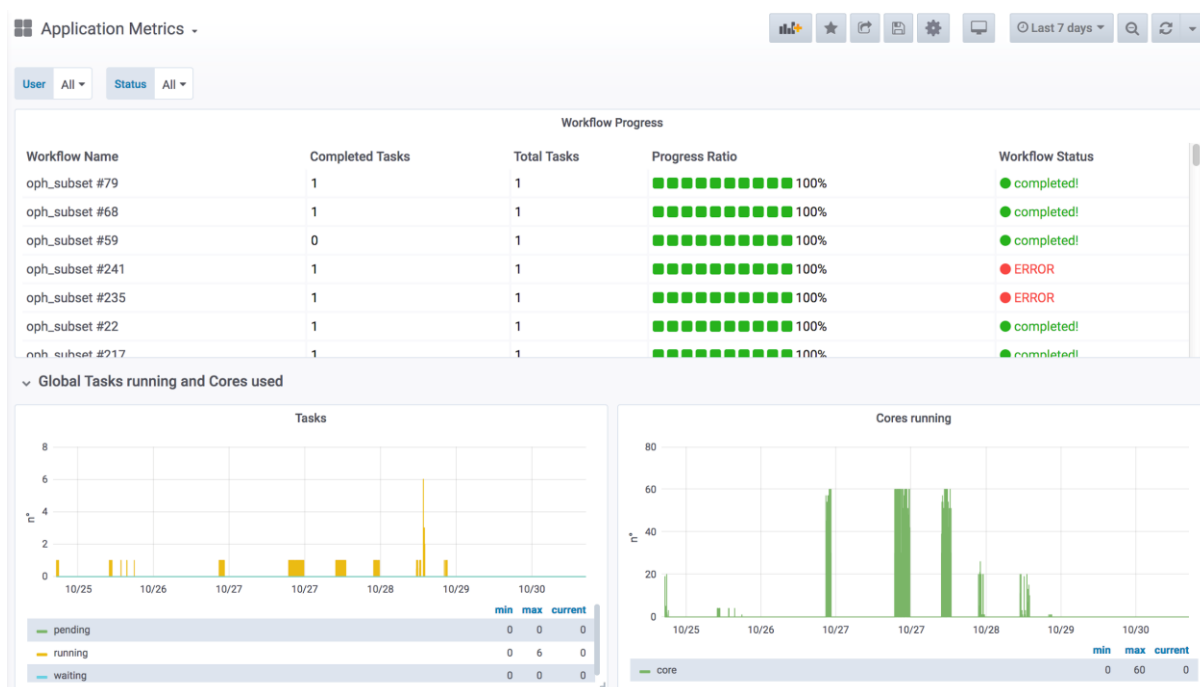 Application Metrics
Last 7 days
User All Status All
Workflow Progress
Workflow Name Completed Tasks Total Tasks Progress Ratio Workflow Status
oph_subset #79 1 1 100% completed!
oph_subset #68 1 1 100% completed!
oph_subset #59 0 1 100% completed!
oph_subset #241 1 1 100% ERROR
oph_subset #235 1 1 100% ERROR
oph_subset #22 1 1 100% completed!
oph_subset #217 1 1 100% completed!
Global Tasks running and Cores used
Tasks
8
6
4
2
0
n°
10/25 10/26 10/27 10/27 10/28 10/29 10/30
min max current
pending 0 0 0
running 0 6 0
waiting 0 0 0
Cores running
80
60
40
20
0
n°
10/25 10/26 10/27 10/27 10/28 10/29 10/30
min max current
core 0 60 0